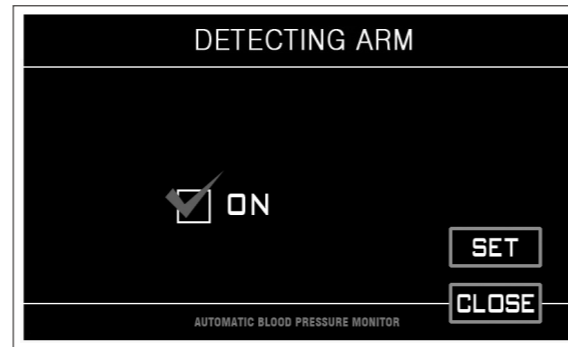 DETECTING ARM
ON
SET
CLOSE
AUTOMATIC BLOOD PRESSURE MONITOR